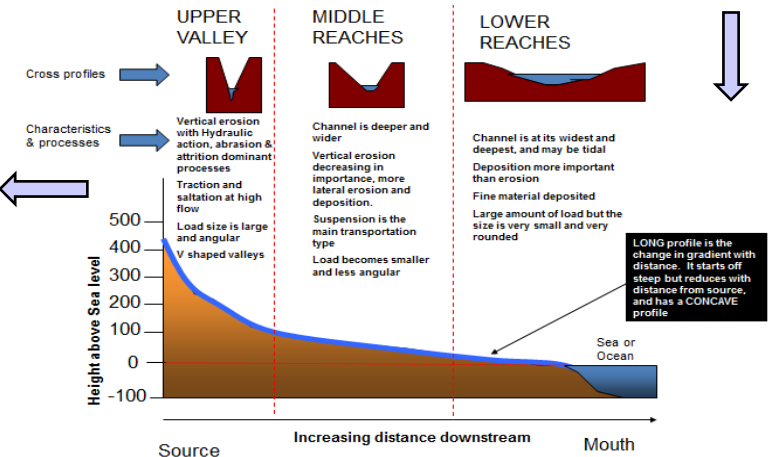 UPPER
VALLEY
MIDDLE
REACHES
LOWER
REACHES
Cross profiles
Characteristics
& processes
Vertical erosion
with Hydraulic
action, abrasion &
attrition dominant
processes
Traction and
saltation at high
flow
Load size is large
and angular
V shaped valleys
Channel is deeper and
wider
Vertical erosion
decreasing in
importance, more
lateral erosion and
deposition.
Suspension is the
main transportation
type
Load becomes smaller
and less angular
Channel is at its widest and
deepest, and may be tidal
Deposition more important
than erosion
Fine material deposited
Large amount of load but the
size is very small and very
rounded
LONG profile is the
change in gradient with
distance. It starts off
steep but reduces with
distance from source,
and has a CONCAVE
profile
Height above Sea level
500
400
300
200
100
0
-100
Sea or
Ocean
Source
Increasing distance downstream
Mouth